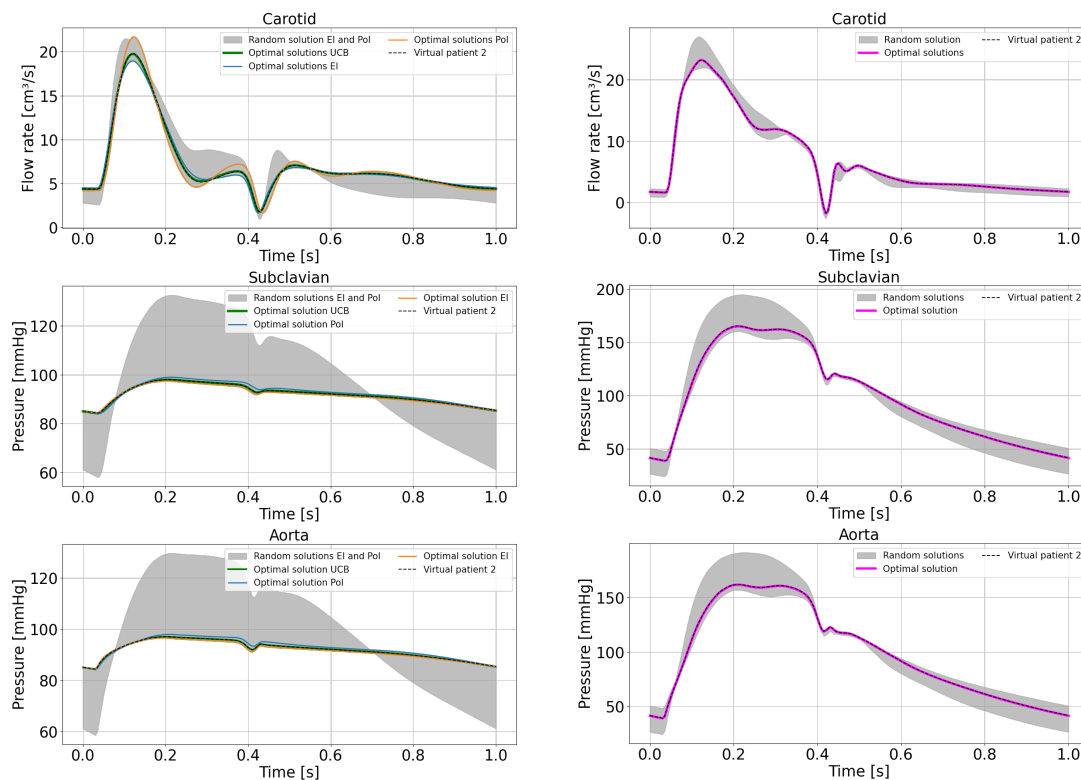 Carotid
Flow rate [cm³/s]
20
15
10
5
0
Random solution EI and PoI
Optimal solutions UCB
Optimal solutions EI
Optimal solutions PoI
Virtual patient 2
0.0 0.2 0.4 0.6 0.8 1.0
Time [s]
Carotid
Flow rate [cm³/s]
20
10
0
Random solution
Optimal solutions
Virtual patient 2
0.0 0.2 0.4 0.6 0.8 1.0
Time [s]
Subclavian
Pressure [mmHg]
120
100
80
60
Random solutions EI and PoI
Optimal solution UCB
Optimal solution PoI
Optimal solution EI
Virtual patient 2
0.0 0.2 0.4 0.6 0.8 1.0
Time [s]
Subclavian
Pressure [mmHg]
200
150
100
50
Random solutions
Optimal solution
Virtual patient 2
0.0 0.2 0.4 0.6 0.8 1.0
Time [s]
Aorta
Pressure [mmHg]
120
100
80
60
Random solutions EI and PoI
Optimal solution UCB
Optimal solution PoI
Optimal solution EI
Virtual patient 2
0.0 0.2 0.4 0.6 0.8 1.0
Time [s]
Aorta
Pressure [mmHg]
150
100
50
Random solutions
Optimal solution
Virtual patient 2
0.0 0.2 0.4 0.6 0.8 1.0
Time [s]